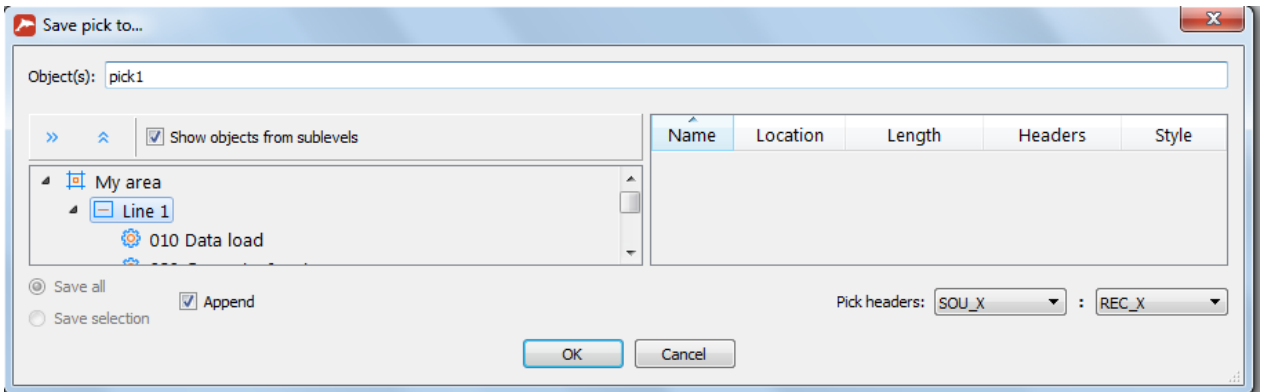 Save pick to...
Object(s): pick1
Show objects from sublevels
Name Location Length Headers Style
My area
Line 1
010 Data load
Save all
Append
Pick headers: SOU_X : REC_X
Save selection
OK Cancel